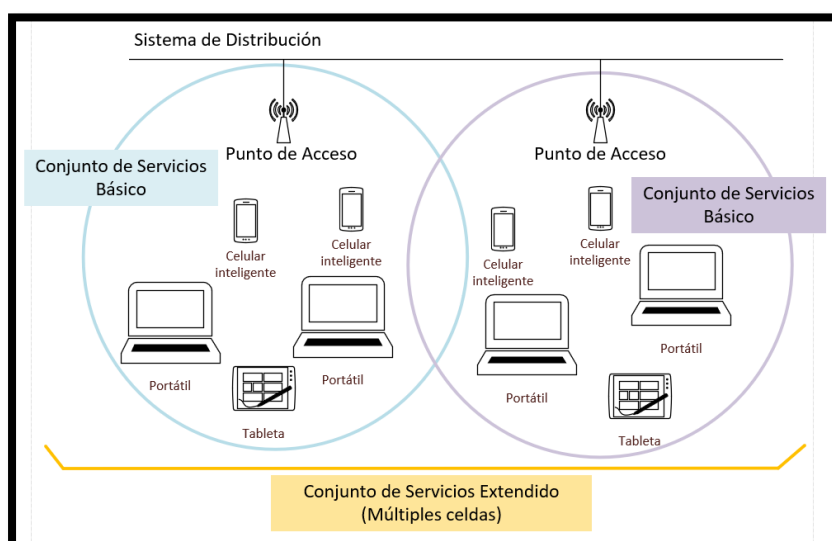 Sistema de Distribución
Punto de Acceso
Punto de Acceso
Conjunto de Servicios
Básico
Conjunto de Servicios
Básico
Celular
inteligente
Celular
inteligente
Celular
inteligente
Celular
inteligente
Portátil
Portátil
Portátil
Portátil
Tableta
Tableta
Conjunto de Servicios Extendido
(Múltiples celdas)